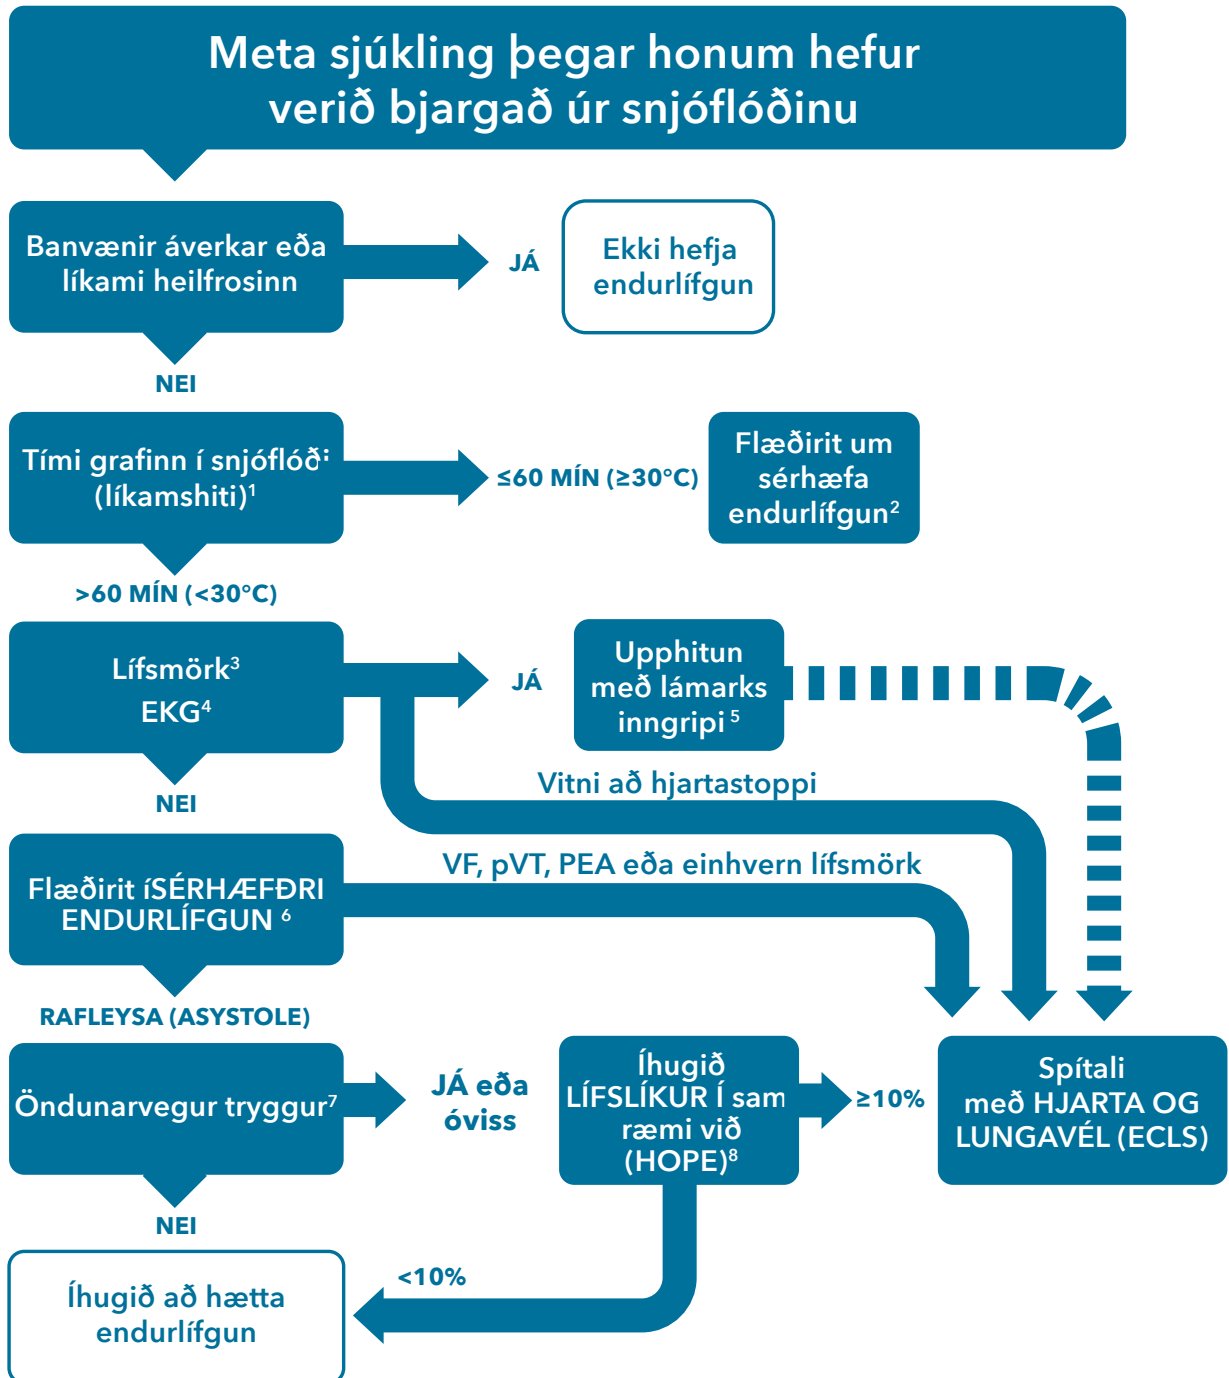 Meta sjúkling þegar honum hefur
verið bjargað úr snjóflóðinu
Banvænir áverkar eða
líkami heilfrosinn
JÁ
Ekki hefja
endurlífgun
NEI
Tími grafinn í snjóflóði
(líkamshiti)¹
≤60 MÍN (≥30°C)
Flæðirit um
sérhæfa
endurlífgun²
>60 MÍN (<30°C)
Lífsmörk³
EKG⁴
JÁ
Upphitun
með lámarks
inngripi ⁵
Vitni að hjartastoppi
NEI
Flæðirit íSÉRHÆFÐRI
ENDURLÍFGUN ⁶
VF, pVT, PEA eða einhvern lífsmörk
RAFLEYSA (ASYSTOLE)
Öndunarvegur tryggur⁷
JÁ eða
óviss
Íhugið
LÍFSLÍKUR Í sam
ræmi við
(HOPE)⁸
≥10%
Spítali
með HJARTA OG
LUNGAVÉL (ECLS)
NEI
<10%
Íhugið að hætta
endurlífgun